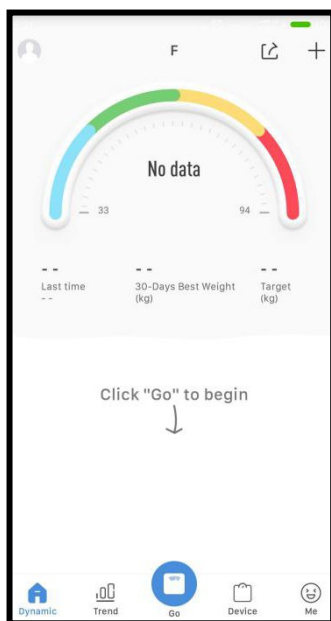 F
No data
33
94
-- -- --
Last time 30-Days Best Weight Target
-- (kg) (kg)
Click "Go" to begin
Dynamic Trend Go Device Me